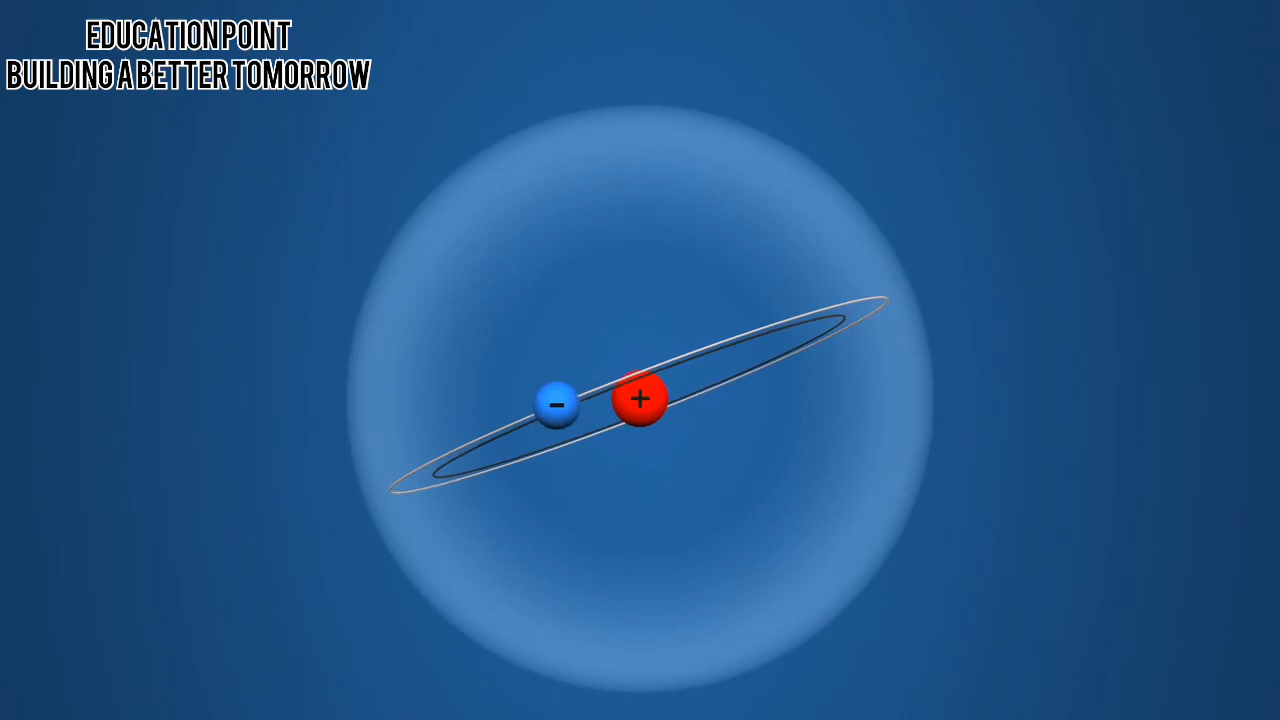 EDUCATION POINT
BUILDING A BETTER TOMORROW
-
+